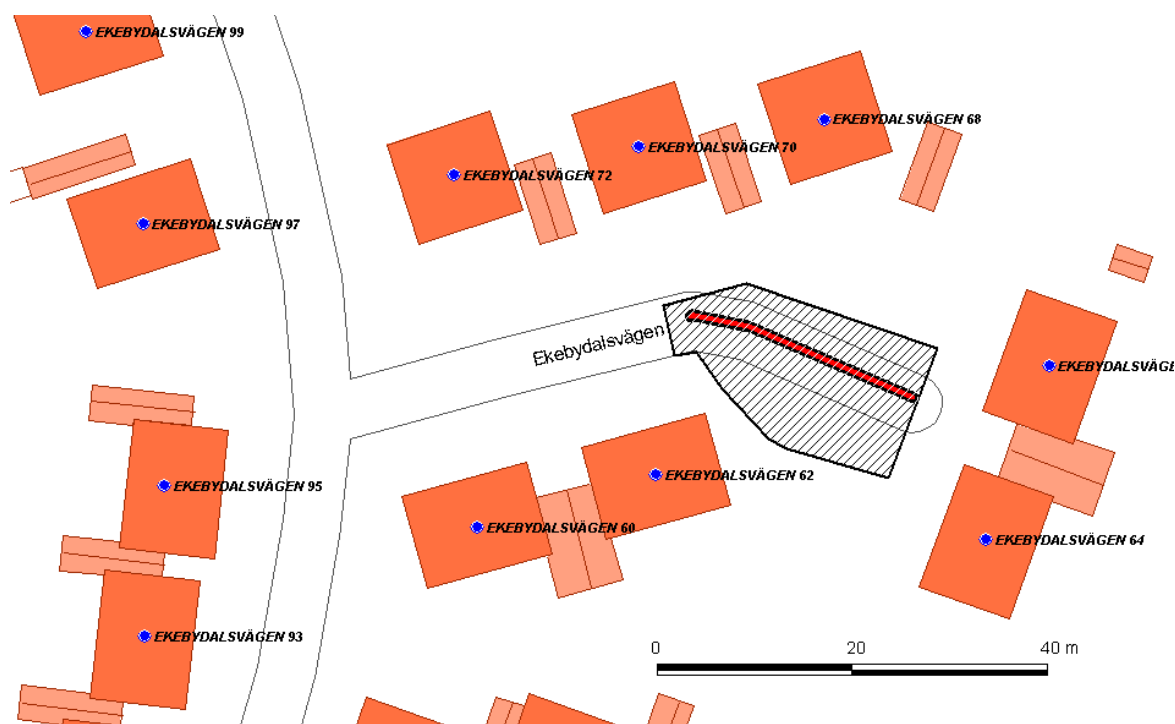 EKEBYDALSVÄGEN 99
EKEBYDALSVÄGEN 68
EKEBYDALSVÄGEN 70
EKEBYDALSVÄGEN 72
EKEBYDALSVÄGEN 97
Ekebydalsvägen
EKEBYDALSVÄGE
EKEBYDALSVÄGEN 62
EKEBYDALSVÄGEN 95
EKEBYDALSVÄGEN 60
EKEBYDALSVÄGEN 64
EKEBYDALSVÄGEN 93
0 20 40 m